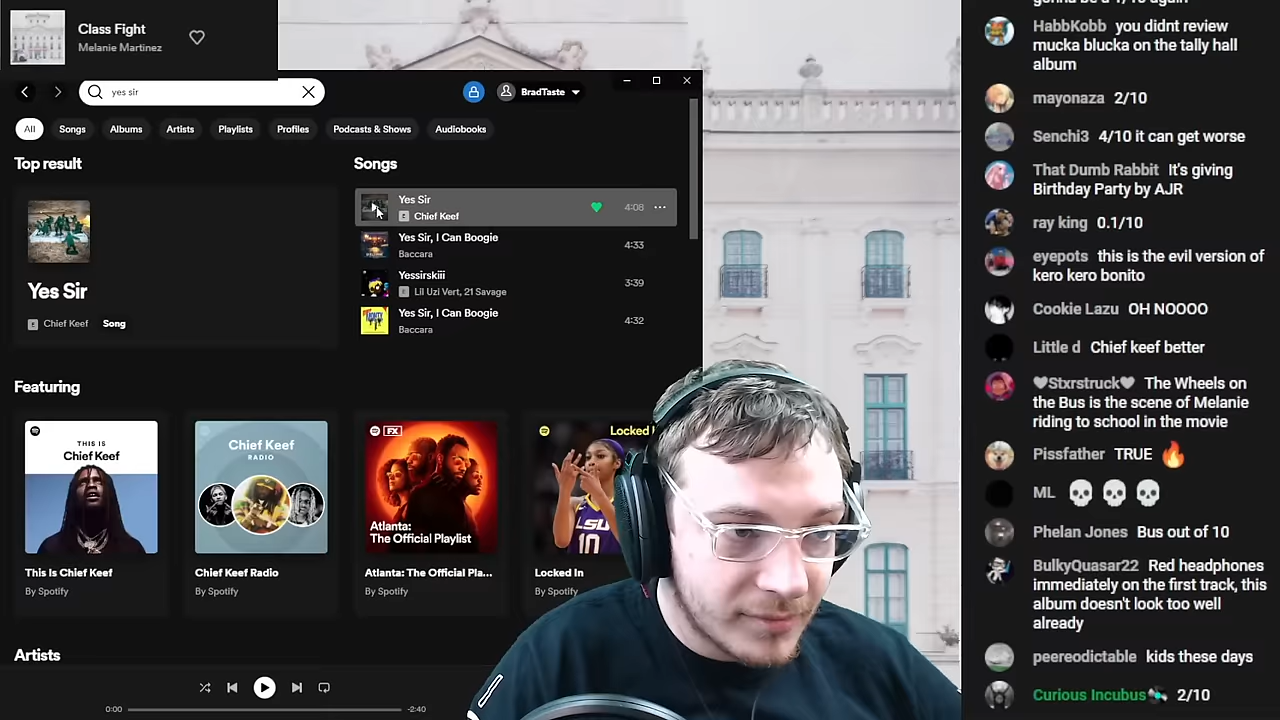 Class Fight
Melanie Martinez
yes sir
BradTaste
All
Songs
Albums
Artists
Playlists
Profiles
Podcasts & Shows
Audiobooks
Top result
Yes Sir
E Chief Keef
Song
Songs
Yes Sir
E Chief Keef
4:08
Yes Sir, I Can Boogie
Baccara
4:33
Yessirskiii
E Lil Uzi Vert, 21 Savage
3:39
Yes Sir, I Can Boogie
Baccara
4:32
Featuring
THIS IS
Chief Keef
This Is Chief Keef
By Spotify
Chief Keef
RADIO
Chief Keef Radio
By Spotify
FX
Atlanta:
The Official Playlist
Atlanta: The Official Pla...
By Spotify
Locked
LSU
10
Locked In
By Spotify
Artists
0:00
-2:40
gonna be a 1/10 again
HabbKobb you didnt review
mucka blucka on the tally hall
album
mayonaza 2/10
Senchi3 4/10 it can get worse
That Dumb Rabbit It's giving
Birthday Party by AJR
ray king 0.1/10
eyepots this is the evil version of
kero kero bonito
Cookie Lazu OH NOOOO
Little d Chief keef better
🖤Stxrstruck🖤 The Wheels on
the Bus is the scene of Melanie
riding to school in the movie
Pissfather TRUE 🔥
ML 💀 💀 💀
Phelan Jones Bus out of 10
BulkyQuasar22 Red headphones
immediately on the first track, this
album doesn't look too well
already
peereodictable kids these days
Curious Incubus 2/10